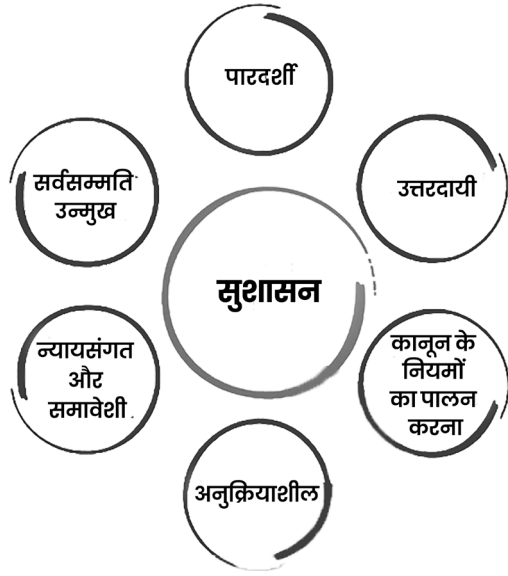 पारदर्शी
सर्वसम्मति
उन्मुख
उत्तरदायी
सुशासन
न्यायसंगत
और
समावेशी
कानून के
नियमों
का पालन
करना
अनुक्रियाशील